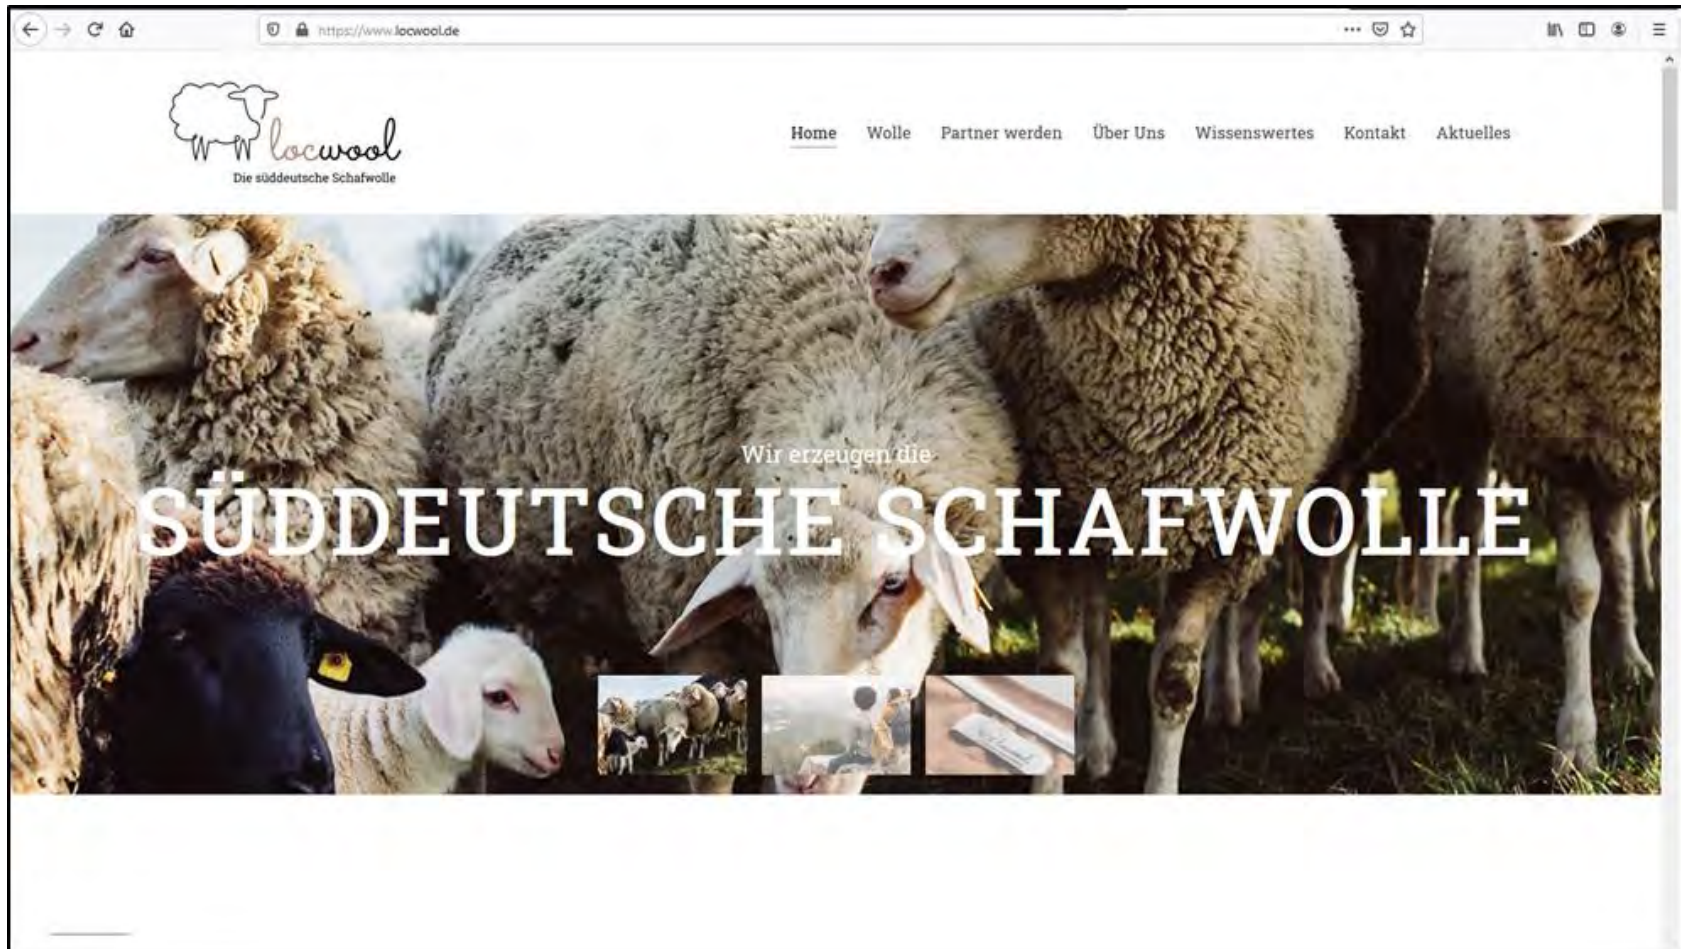 https://www.locwool.de
locwool
Die süddeutsche Schafwolle
Home Wolle Partner werden Über Uns Wissenswertes Kontakt Aktuelles
Wir erzeugen die
SÜDDEUTSCHE SCHAFWOLLE